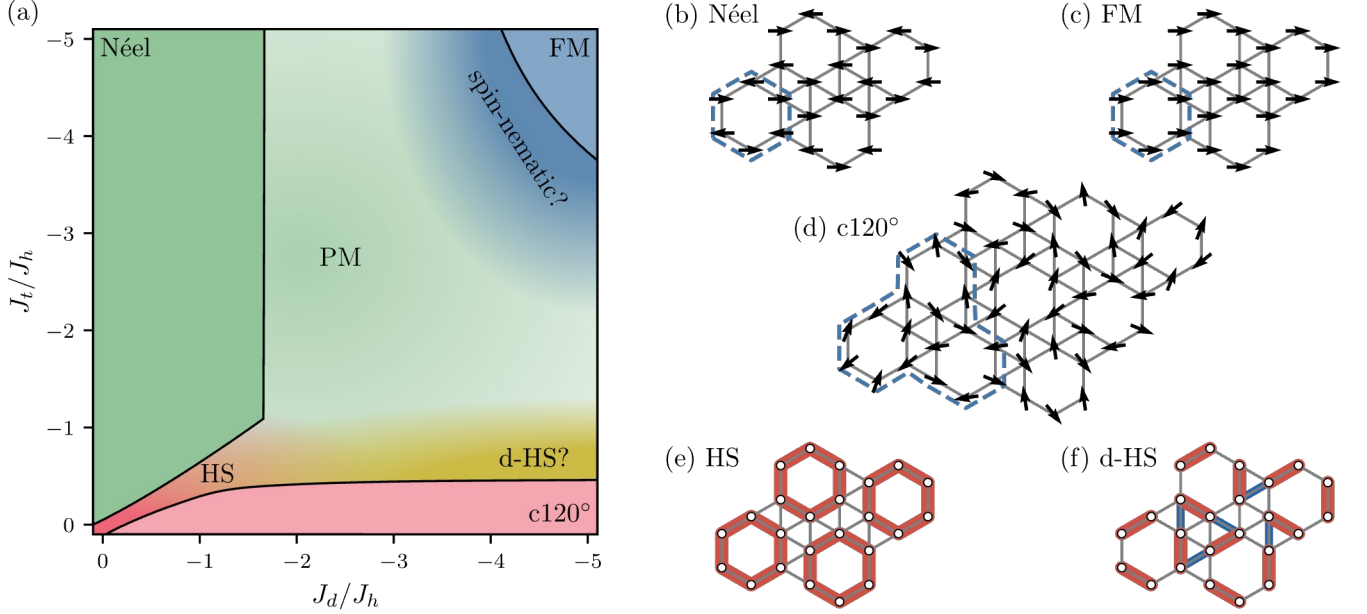 (a)
−5
−4
−3
−2
−1
0
J_t/J_h
Néel
FM
spin-nematic?
PM
HS
d-HS?
c120°
0
−1
−2
−3
−4
−5
J_d/J_h
(b) Néel
(c) FM
(d) c120°
(e) HS
(f) d-HS